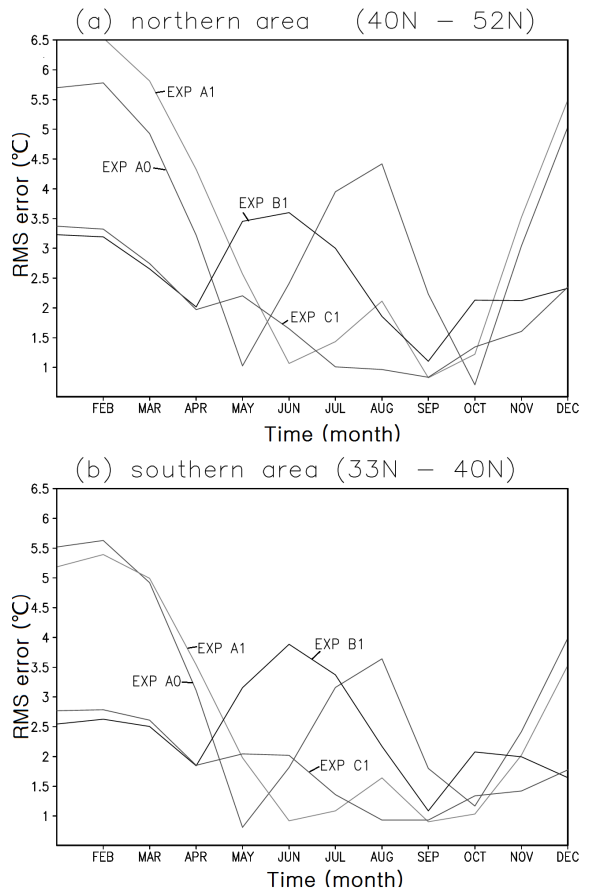 (a) northern area (40N – 52N)
6.5
6
5.5
5
4.5
4
3.5
3
2.5
2
1.5
1
RMS error (℃)
EXP A1
EXP A0
EXP B1
EXP C1
FEB MAR APR MAY JUN JUL AUG SEP OCT NOV DEC
Time (month)
(b) southern area (33N – 40N)
6.5
6
5.5
5
4.5
4
3.5
3
2.5
2
1.5
1
RMS error (℃)
EXP A1
EXP B1
EXP A0
EXP C1
FEB MAR APR MAY JUN JUL AUG SEP OCT NOV DEC
Time (month)